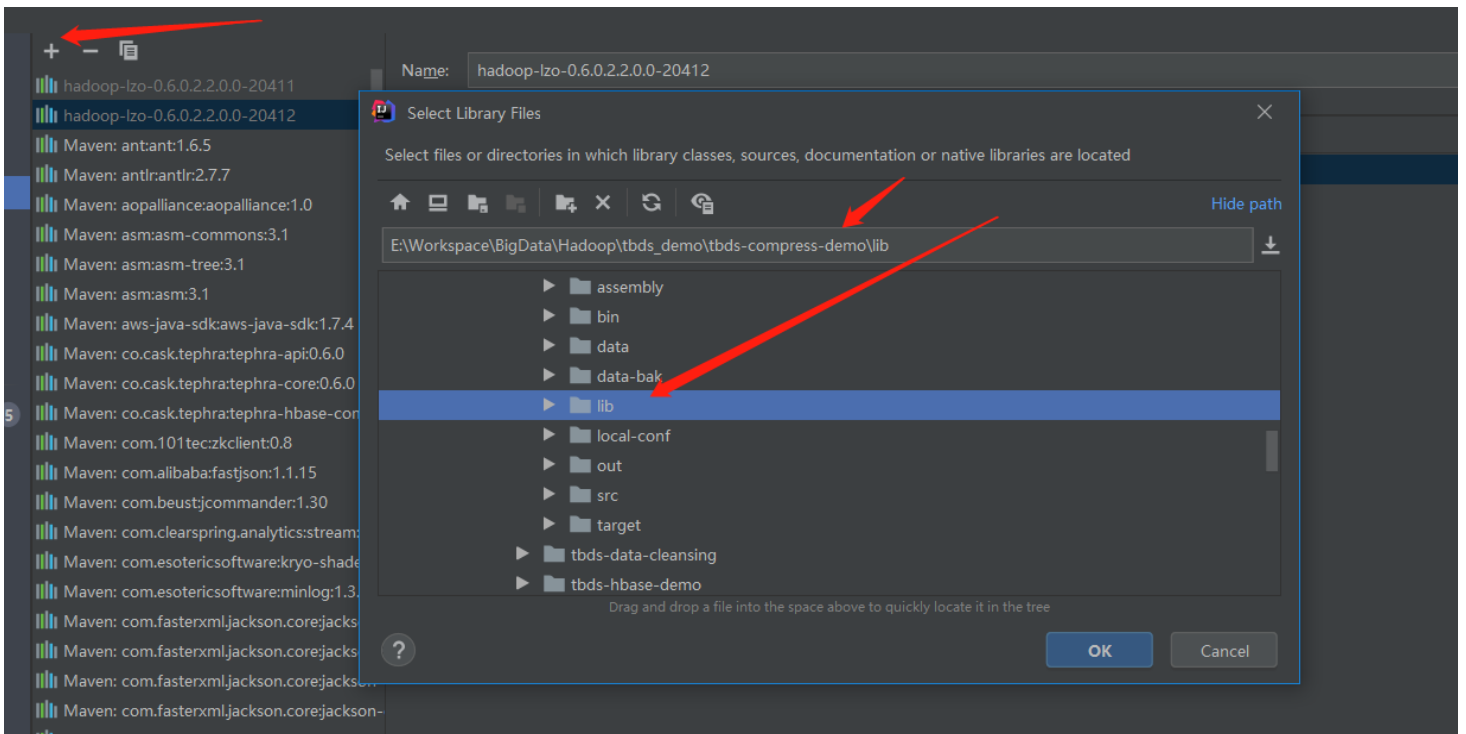 Name: hadoop-lzo-0.6.0.2.2.0.0-20412
hadoop-lzo-0.6.0.2.2.0.0-20411
hadoop-lzo-0.6.0.2.2.0.0-20412
Maven: ant:ant:1.6.5
Maven: antlr:antlr:2.7.7
Maven: aopalliance:aopalliance:1.0
Maven: asm:asm-commons:3.1
Maven: asm:asm-tree:3.1
Maven: asm:asm:3.1
Maven: aws-java-sdk:aws-java-sdk:1.7.4
Maven: co.cask.tephra:tephra-api:0.6.0
Maven: co.cask.tephra:tephra-core:0.6.0
Maven: co.cask.tephra:tephra-hbase-con
5
Maven: com.101tec:zkclient:0.8
Maven: com.alibaba:fastjson:1.1.15
Maven: com.beust:jcommander:1.30
Maven: com.clearspring.analytics:stream:
Maven: com.esotericsoftware:kryo-shade
Maven: com.esotericsoftware:minlog:1.3.
Maven: com.fasterxml.jackson.core:jacks
Maven: com.fasterxml.jackson.core:jacks
Maven: com.fasterxml.jackson.core:jackson
Maven: com.fasterxml.jackson.core:jackson-
Select Library Files
Select files or directories in which library classes, sources, documentation or native libraries are located
Hide path
E:\Workspace\BigData\Hadoop\tbds_demo\tbds-compress-demo\lib
assembly
bin
data
data-bak
lib
local-conf
out
src
target
tbds-data-cleansing
tbds-hbase-demo
Drag and drop a file into the space above to quickly locate it in the tree
?
OK
Cancel